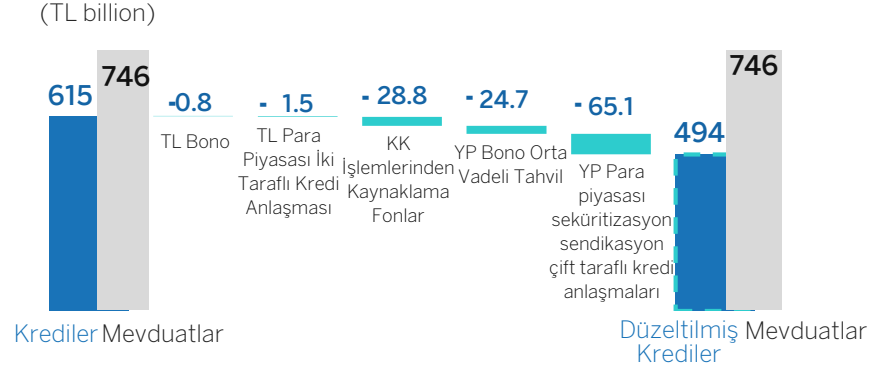 (TL billion)
615
746
-0.8
- 1.5
- 28.8
- 24.7
- 65.1
494
746
TL Bono
TL Para
Piyasası İki
Taraflı Kredi
Anlaşması
KK
İşlemlerinden
Kaynaklama
Fonlar
YP Bono Orta
Vadeli Tahvil
YP Para
piyasası
seküritizasyon
sendikasyon
çift taraflı kredi
anlaşmaları
Krediler
Mevduatlar
Düzeltilmiş
Krediler
Mevduatlar